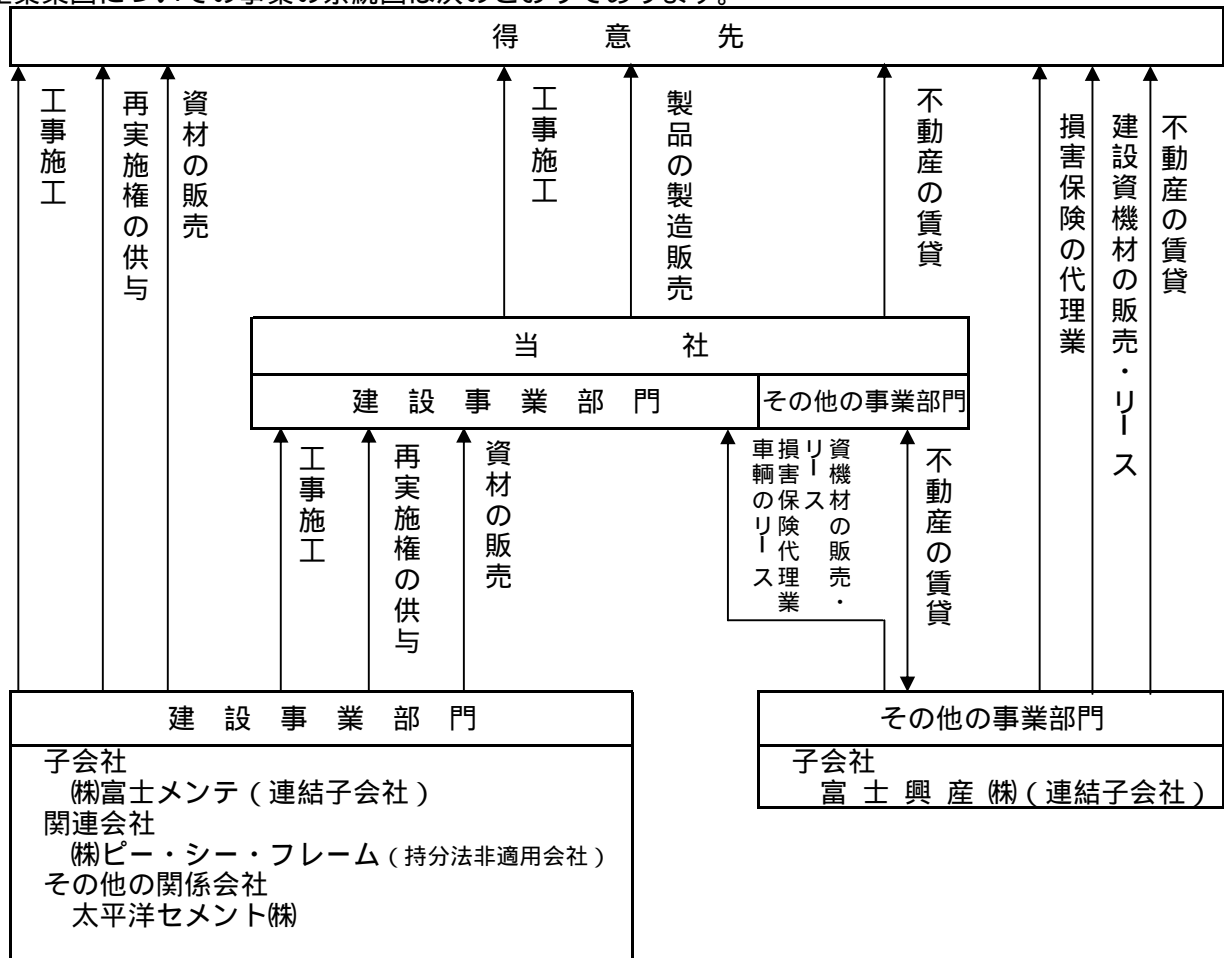 企業集団についての事業の系統図は次のとおりであります。
得意先
工事施工
再実施権の供与
資材の販売
工事施工
製品の製造販売
不動産の賃貸
損害保険の代理業
建設資機材の販売・リース
不動産の賃貸
当社
建設事業部門
その他の事業部門
工事施工
再実施権の供与
資材の販売
資機材の販売・
リース
損害保険代理業
車輌のリース
不動産の賃貸
建設事業部門
子会社
㈱富士メンテ(連結子会社)
関連会社
㈱ピー・シー・フレーム(持分法非適用会社)
その他の関係会社
太平洋セメント㈱
その他の事業部門
子会社
富士興産㈱(連結子会社)